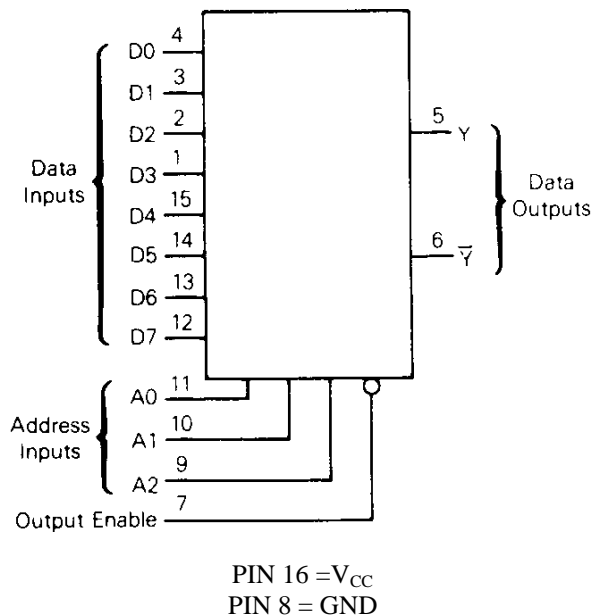 D0 4
D1 3
D2 2
D3 1
D4 15
D5 14
D6 13
D7 12
Data
Inputs
5 Y
6 Y̅
Data
Outputs
A0 11
A1 10
A2 9
Address
Inputs
Output Enable 7
PIN 16 =V_CC
PIN 8 = GND